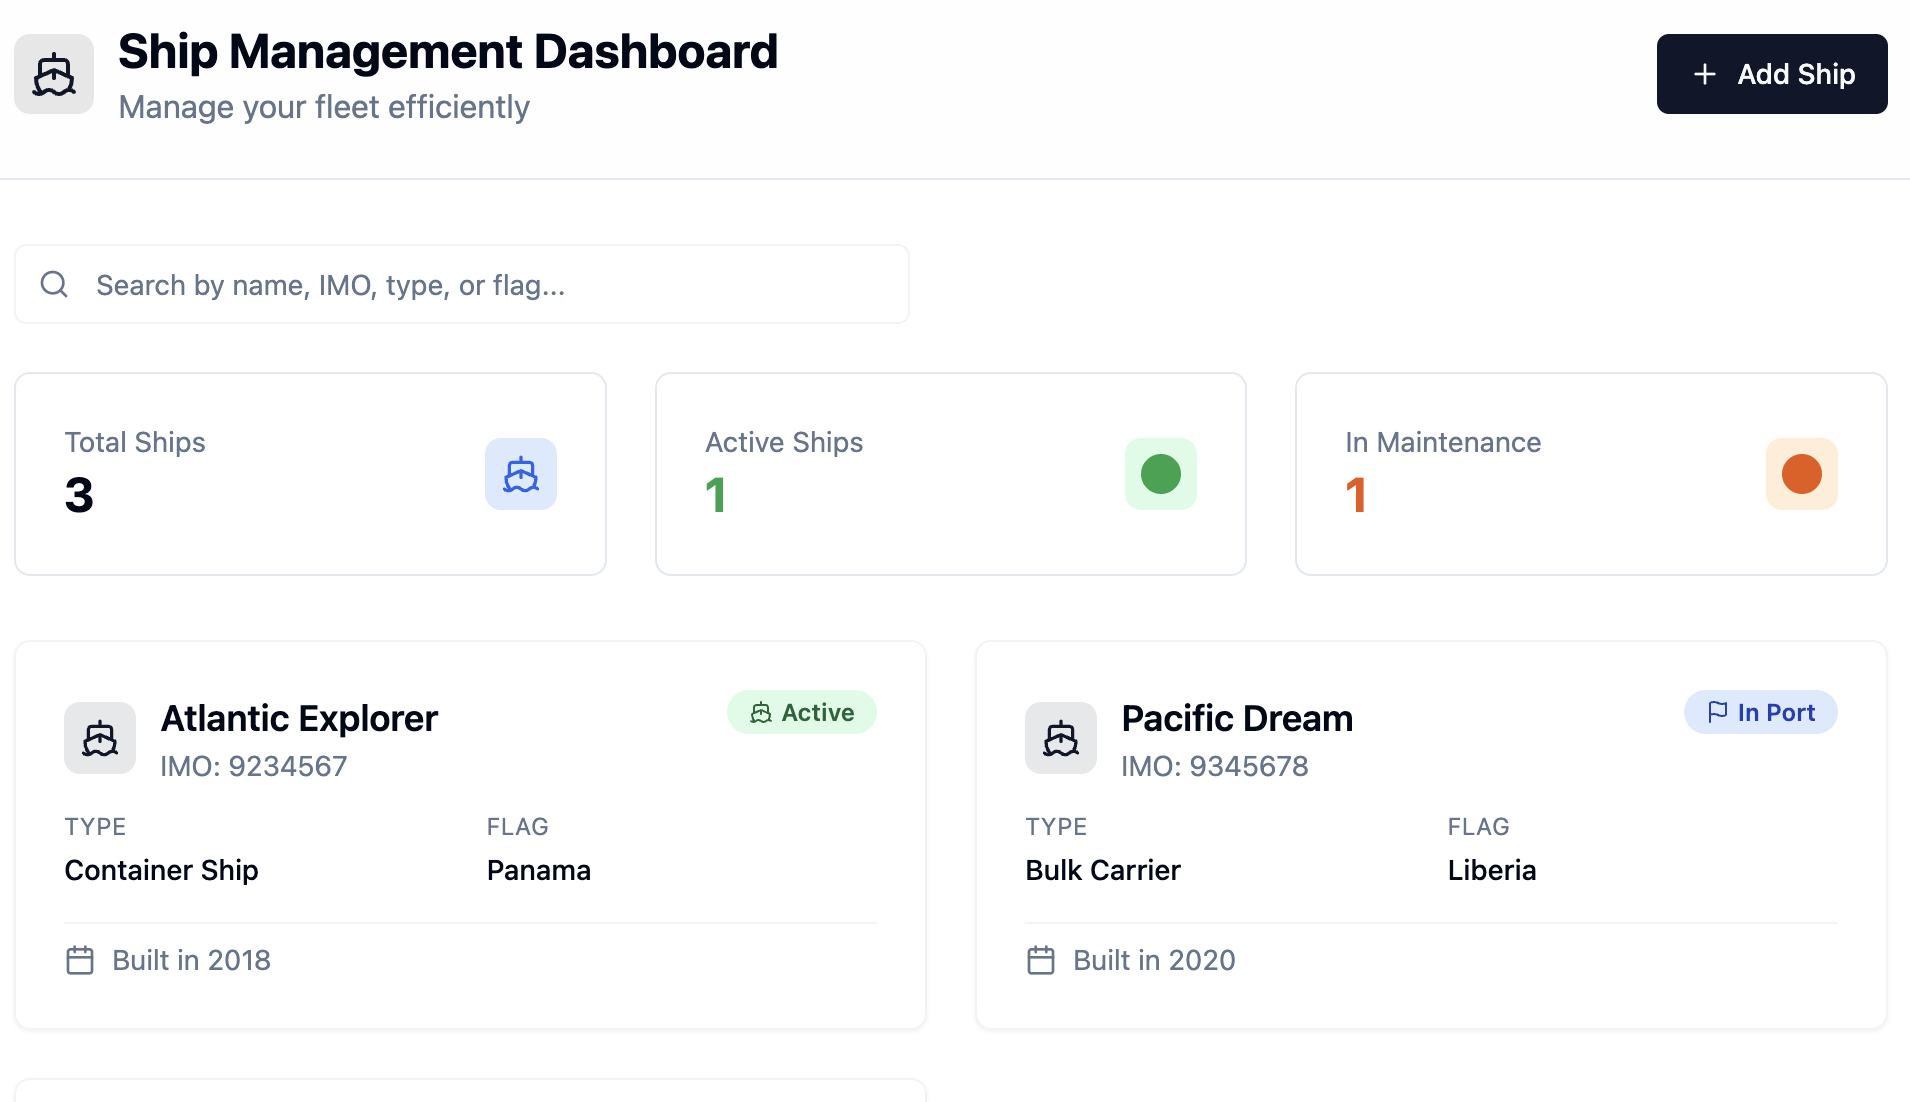 Ship Management Dashboard
Manage your fleet efficiently
Add Ship
Search by name, IMO, type, or flag...
Total Ships
3
Active Ships
1
In Maintenance
1
Atlantic Explorer
Active
IMO: 9234567
TYPE
FLAG
Container Ship
Panama
Built in 2018
Pacific Dream
In Port
IMO: 9345678
TYPE
FLAG
Bulk Carrier
Liberia
Built in 2020